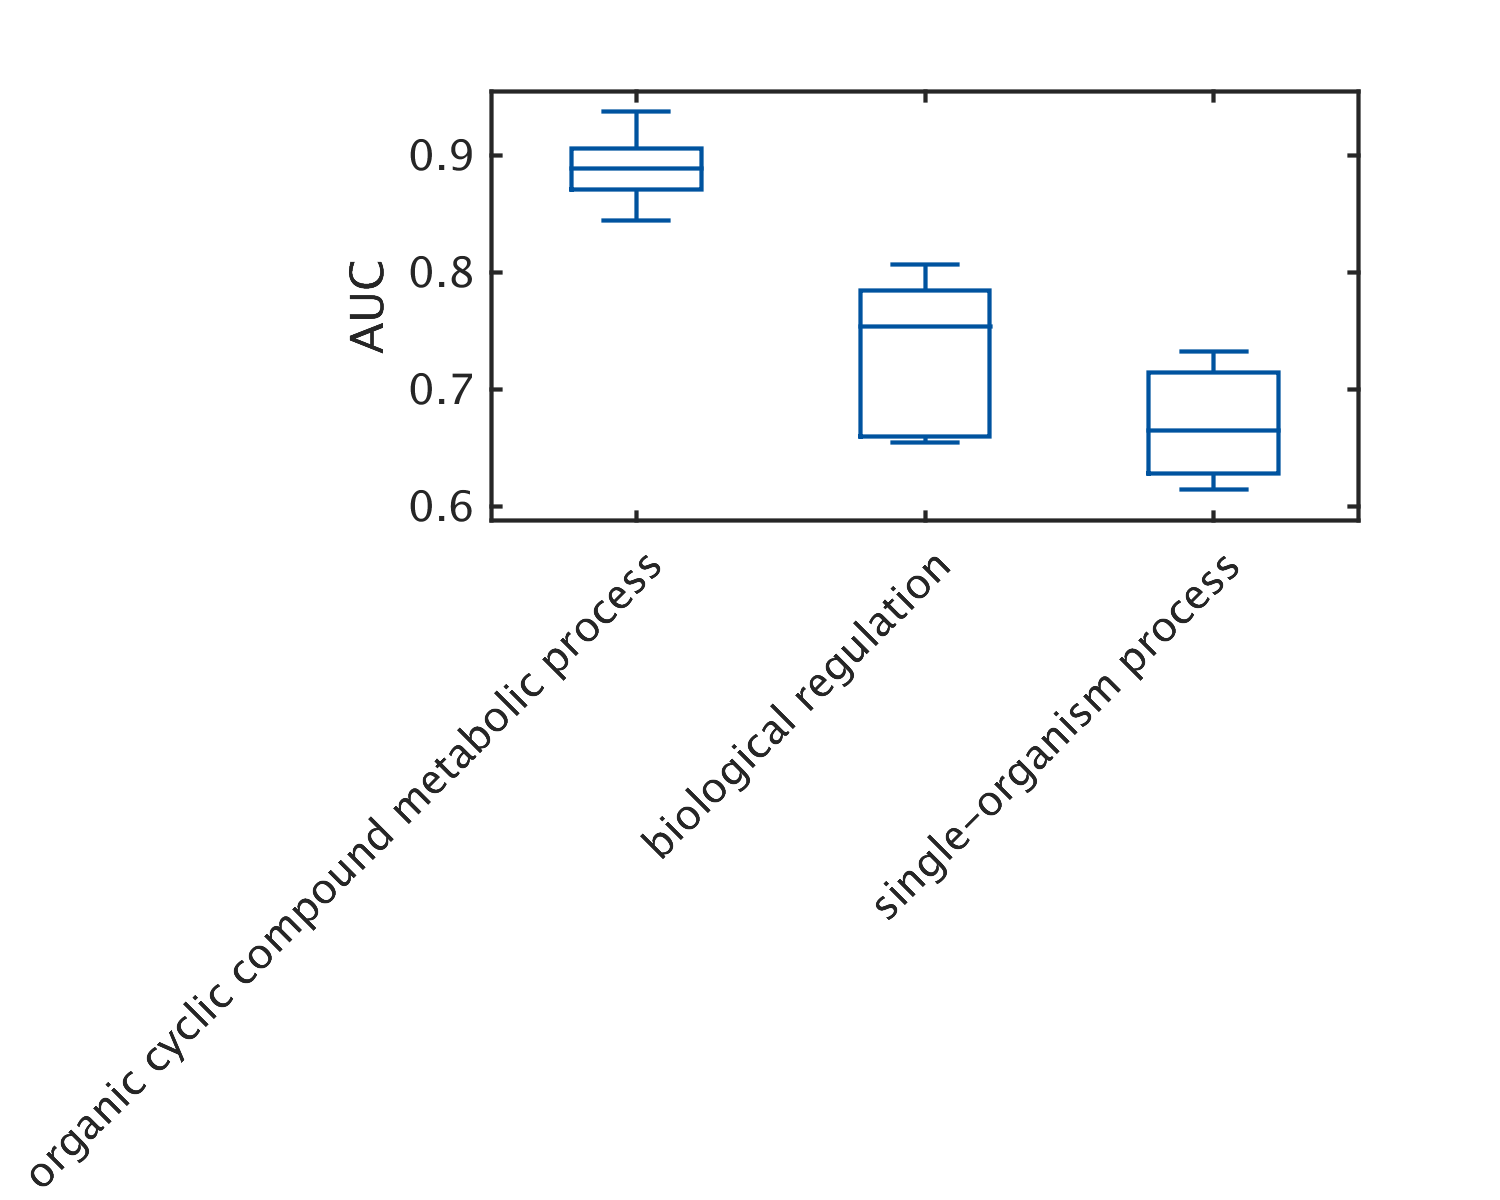 0.9
0.8
0.7
0.6
AUC
organic cyclic compound metabolic process
biological regulation
single−organism process